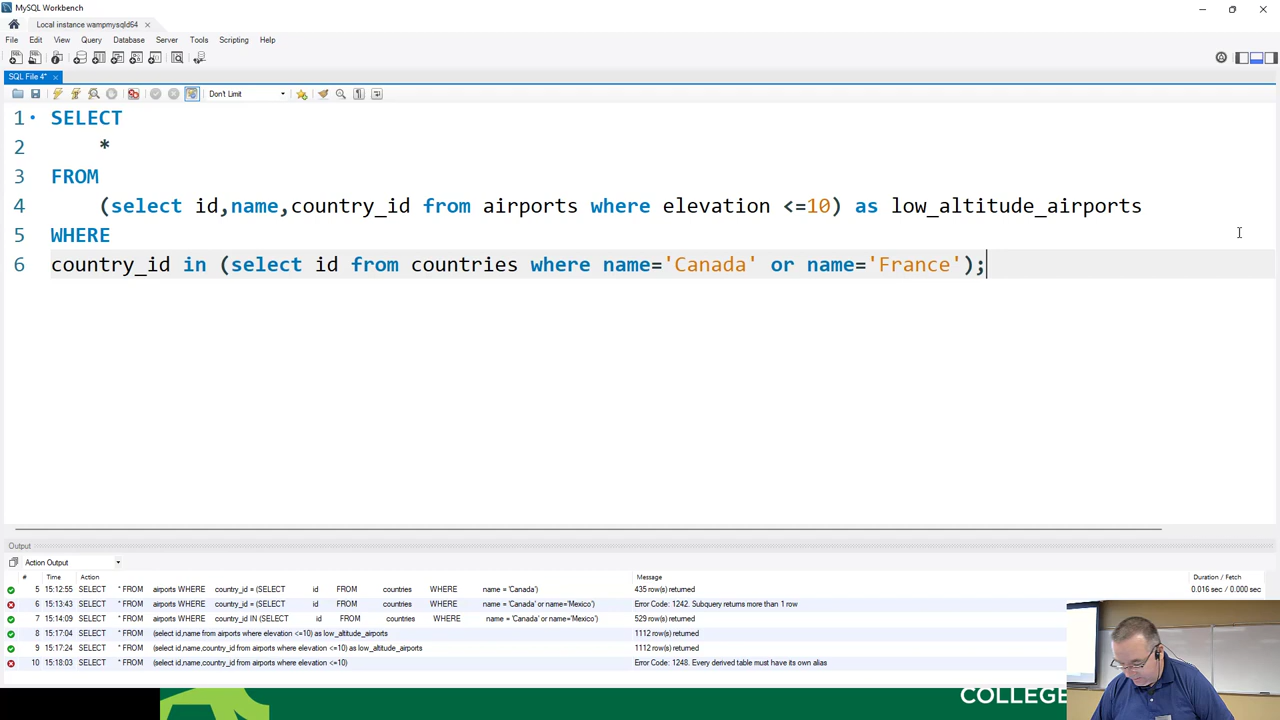 MySQL Workbench
Local instance wampmysqld64
File Edit View Query Database Server Tools Scripting Help
SQL File 4*
Don't Limit
1 SELECT
2 *
3 FROM
4 (select id,name,country_id from airports where elevation <=10) as low_altitude_airports
5 WHERE
6 country_id in (select id from countries where name='Canada' or name='France');
Output
Action Output
# Time Action Message Duration / Fetch
5 15:12:55 SELECT * FROM airports WHERE country_id = (SELECT id FROM countries WHERE name = 'Canada') 435 row(s) returned 0.016 sec / 0.000 sec
6 15:13:43 SELECT * FROM airports WHERE country_id = (SELECT id FROM countries WHERE name = 'Canada' or name='Mexico') Error Code: 1242. Subquery returns more than 1 row
7 15:14:09 SELECT * FROM airports WHERE country_id IN (SELECT id FROM countries WHERE name = 'Canada' or name='Mexico') 529 row(s) returned
8 15:17:04 SELECT * FROM (select id,name from airports where elevation <=10) as low_altitude_airports 1112 row(s) returned
9 15:17:24 SELECT * FROM (select id,name,country_id from airports where elevation <=10) as low_altitude_airports 1112 row(s) returned
10 15:18:03 SELECT * FROM (select id,name,country_id from airports where elevation <=10) Error Code: 1248. Every derived table must have its own alias
COLLEGE